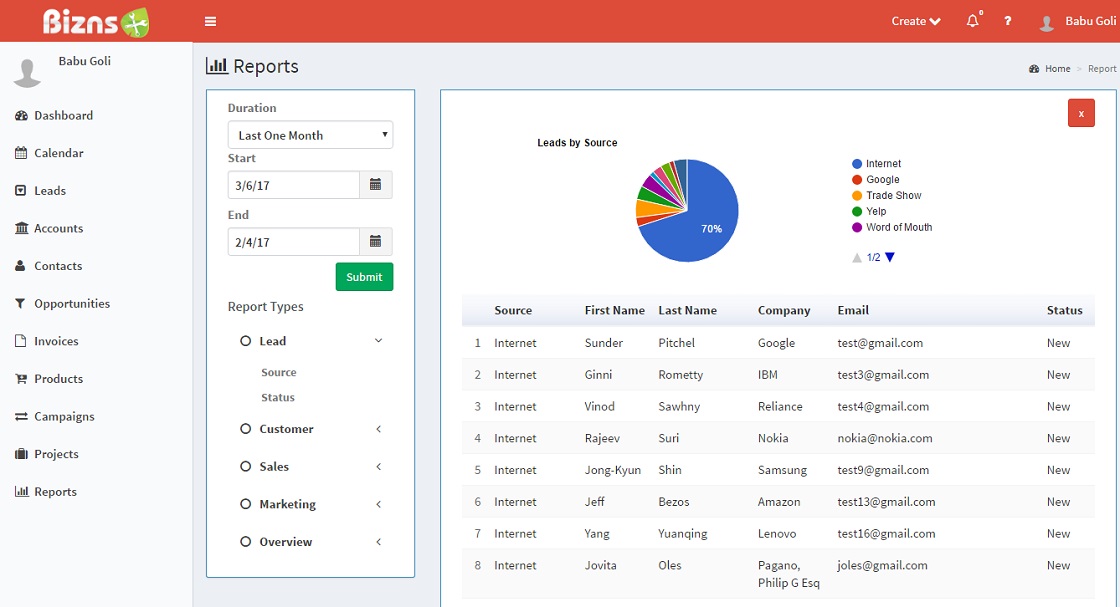 Bizns
Create
0
?
Babu Goli
Babu Goli
Dashboard
Calendar
Leads
Accounts
Contacts
Opportunities
Invoices
Products
Campaigns
Projects
Reports
Reports
Home > Report
Duration
Last One Month
Start
3/6/17
End
2/4/17
Submit
Report Types
Lead
Source
Status
Customer
Sales
Marketing
Overview
x
Leads by Source
70%
Internet
Google
Trade Show
Yelp
Word of Mouth
1/2
Source First Name Last Name Company Email Status
1 Internet Sunder Pitchel Google test@gmail.com New
2 Internet Ginni Rometty IBM test3@gmail.com New
3 Internet Vinod Sawhny Reliance test4@gmail.com New
4 Internet Rajeev Suri Nokia nokia@nokia.com New
5 Internet Jong-Kyun Shin Samsung test9@gmail.com New
6 Internet Jeff Bezos Amazon test13@gmail.com New
7 Internet Yang Yuanqing Lenovo test16@gmail.com New
8 Internet Jovita Oles Pagano, joles@gmail.com New
Philip G Esq